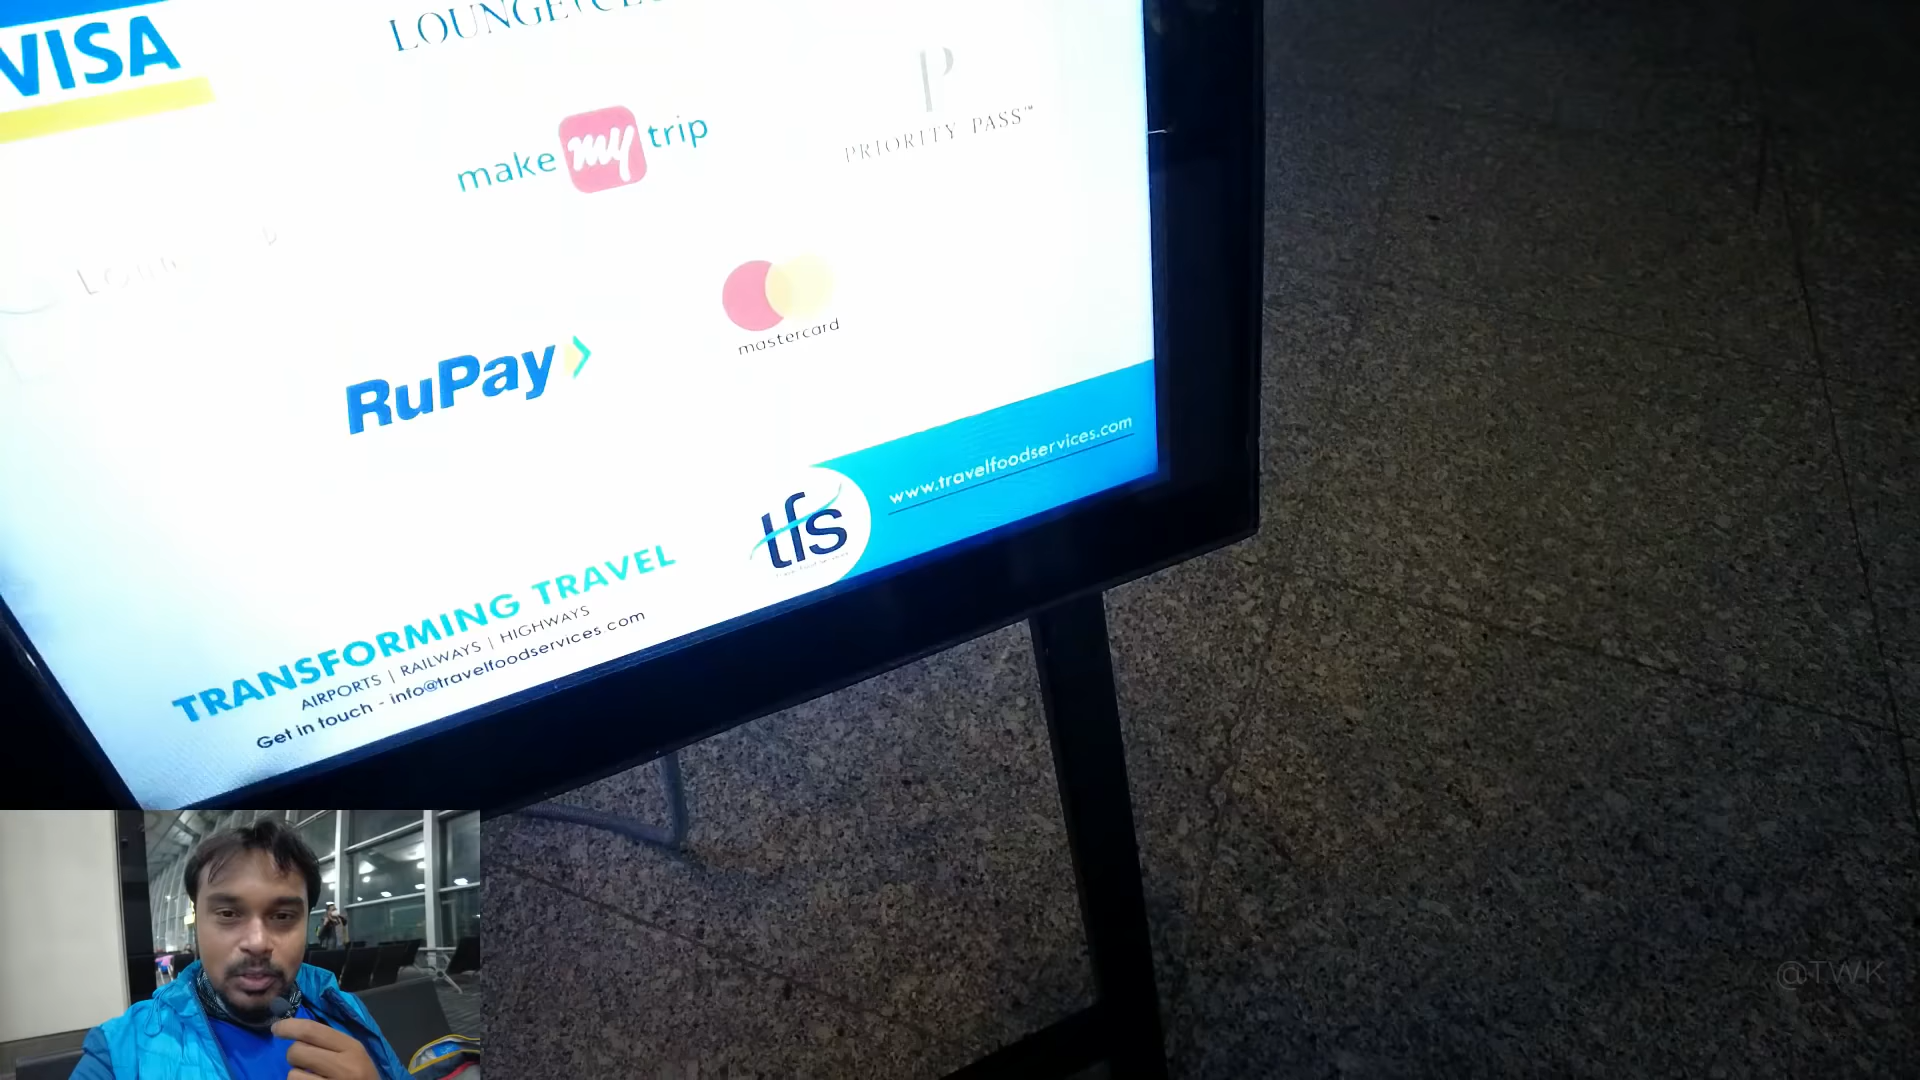 VISA
make my trip
PRIORITY PASS™
RuPay
mastercard
www.travelfoodservices.com
tfs
TRANSFORMING TRAVEL
AIRPORTS | RAILWAYS | HIGHWAYS
Get in touch - info@travelfoodservices.com
@TWK